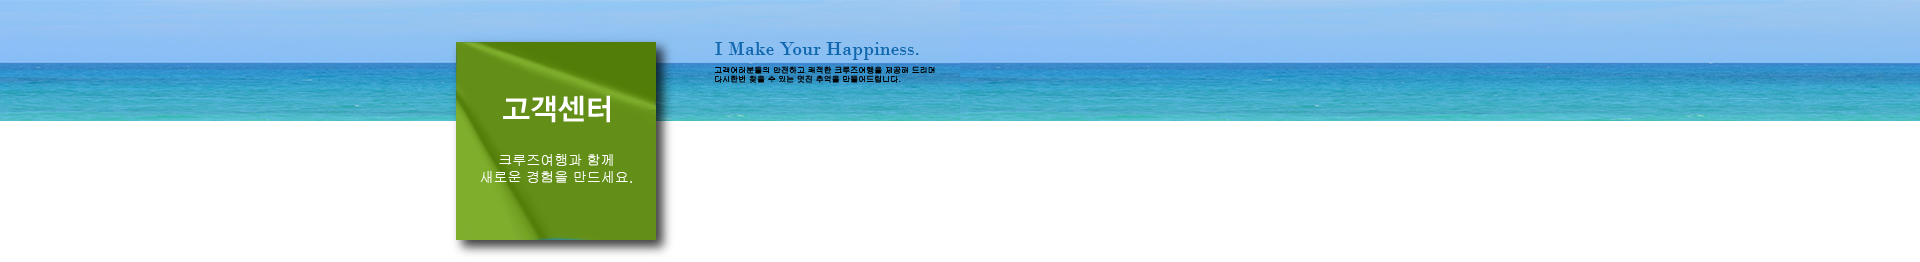 I Make Your Happiness.
고객여러분들의 안전하고 쾌적한 크루즈여행을 제공해 드리며
다시한번 찾을 수 있는 멋진 추억을 만들어드립니다.
고객센터
크루즈여행과 함께
새로운 경험을 만드세요.